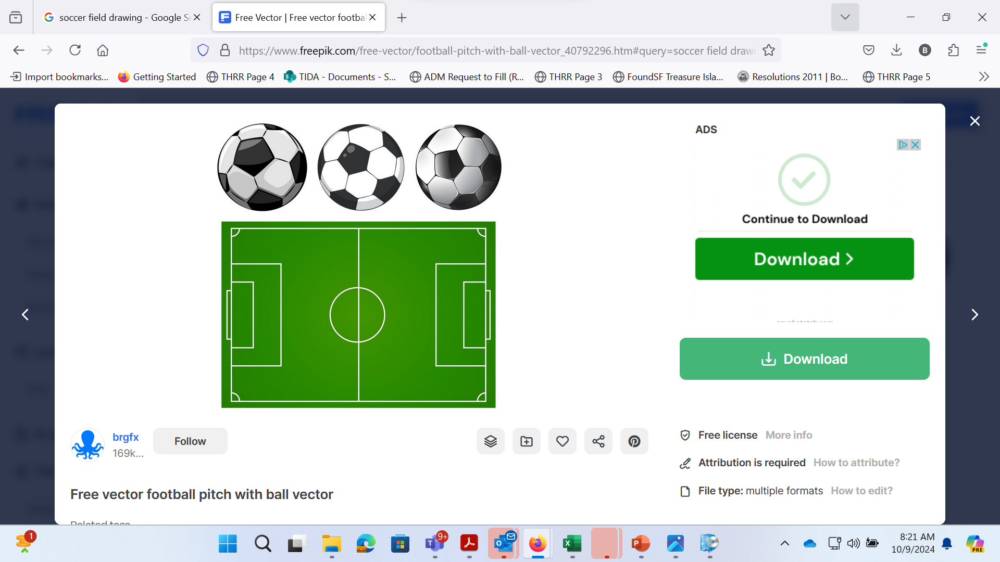 soccer field drawing - Google Se
Free Vector | Free vector footbal
https://www.freepik.com/free-vector/football-pitch-with-ball-vector_40792296.htm#query=soccer field drawi
B
Import bookmarks...
Getting Started
THRR Page 4
TIDA - Documents - S...
ADM Request to Fill (R...
THRR Page 3
FoundSF Treasure Isla...
Resolutions 2011 | Bo...
THRR Page 5
ADS
Continue to Download
Download
Download
brgfx
169k...
Follow
Free license More info
Attribution is required How to attribute?
File type: multiple formats How to edit?
Free vector football pitch with ball vector
Related tags
1
9+
8:21 AM
10/9/2024
PRE